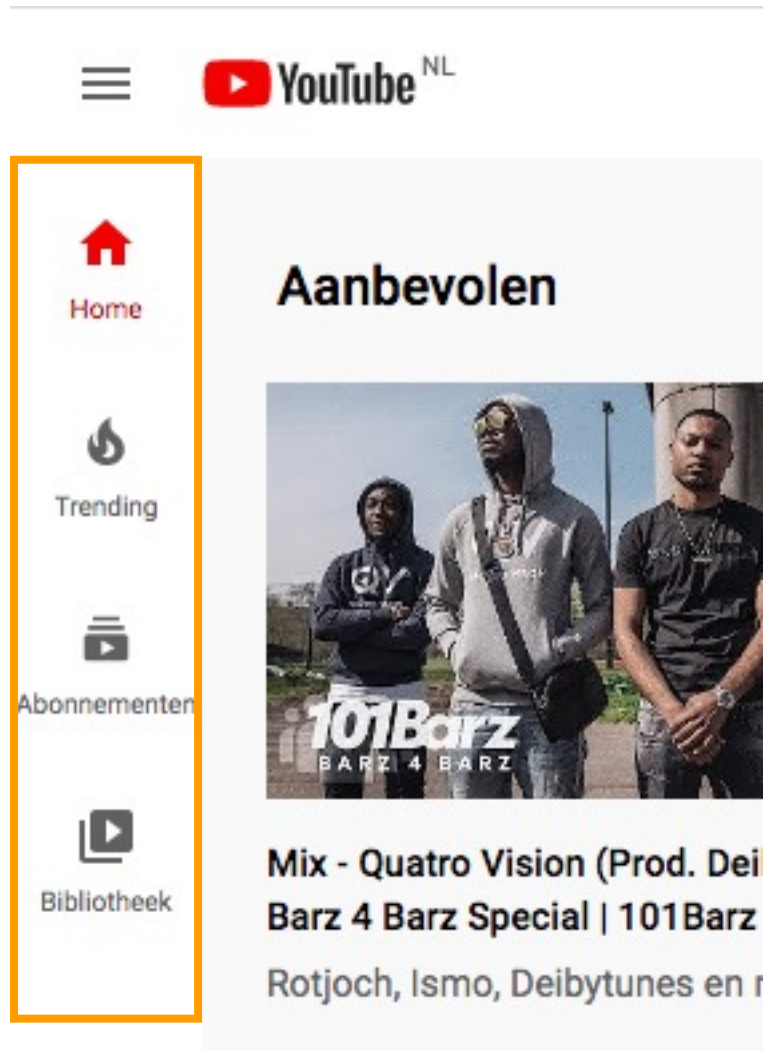 YouTube NL
Home
Trending
Abonnementen
Bibliotheek
Aanbevolen
101Barz
BARZ 4 BARZ
Mix - Quatro Vision (Prod. Dei
Barz 4 Barz Special | 101Barz
Rotjoch, Ismo, Deibytunes en